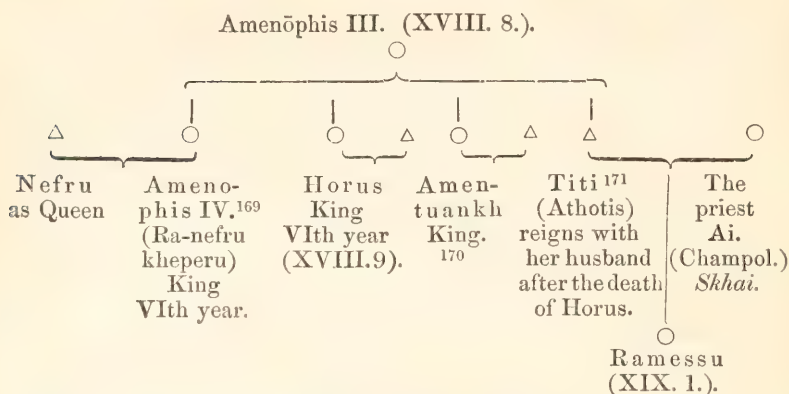 Amenōphis III. (XVIII. 8.).
Nefru
as Queen
Ameno-
phis IV.¹⁶⁹
(Ra-nefru
kheperu)
King
VIth year.
Horus
King
VIth year
(XVIII.9).
Amen-
tuankh
King.
¹⁷⁰
Titi ¹⁷¹
(Athotis)
reigns with
her husband
after the death
of Horus.
The
priest
Ai.
(Champol.)
Skhai.
Ramessu
(XIX. 1.).